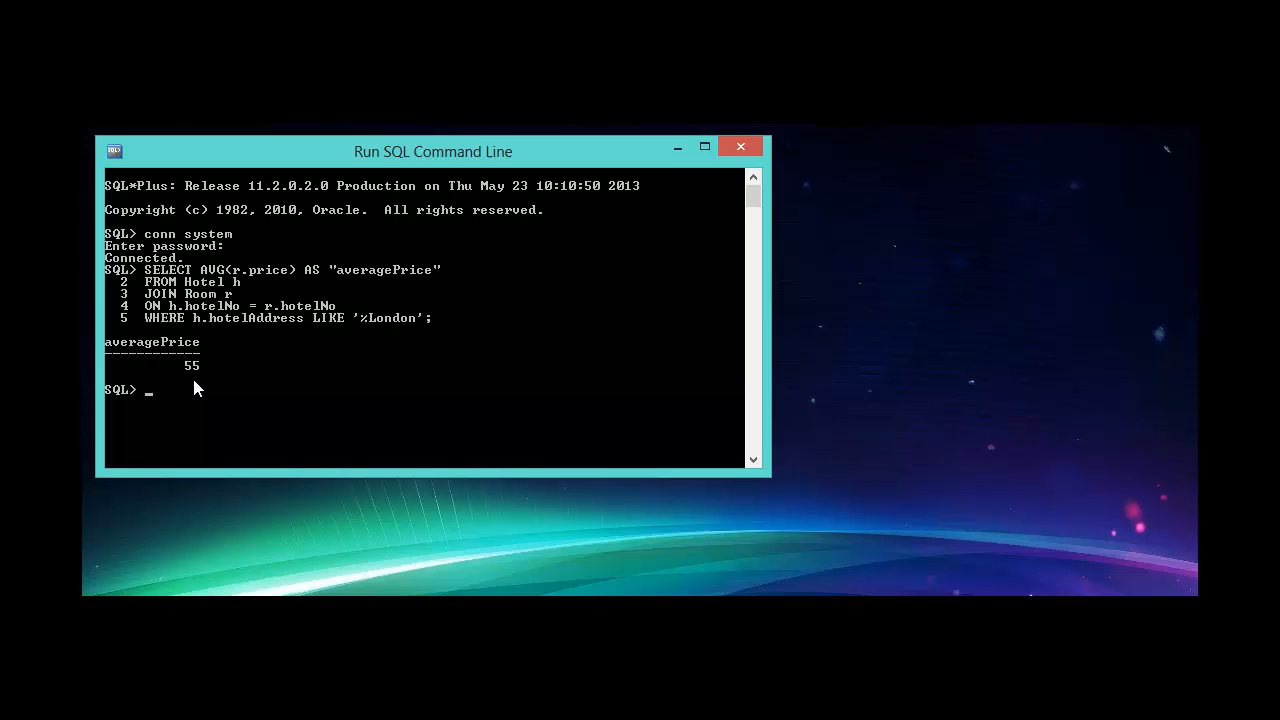 SQL>
Run SQL Command Line
SQL*Plus: Release 11.2.0.2.0 Production on Thu May 23 10:10:50 2013
Copyright (c) 1982, 2010, Oracle.  All rights reserved.
SQL> conn system
Enter password:
Connected.
SQL> SELECT AVG(r.price) AS "averagePrice"
  2  FROM Hotel h
  3  JOIN Room r
  4  ON h.hotelNo = r.hotelNo
  5  WHERE h.hotelAddress LIKE '%London';
averagePrice
------------
          55
SQL> _